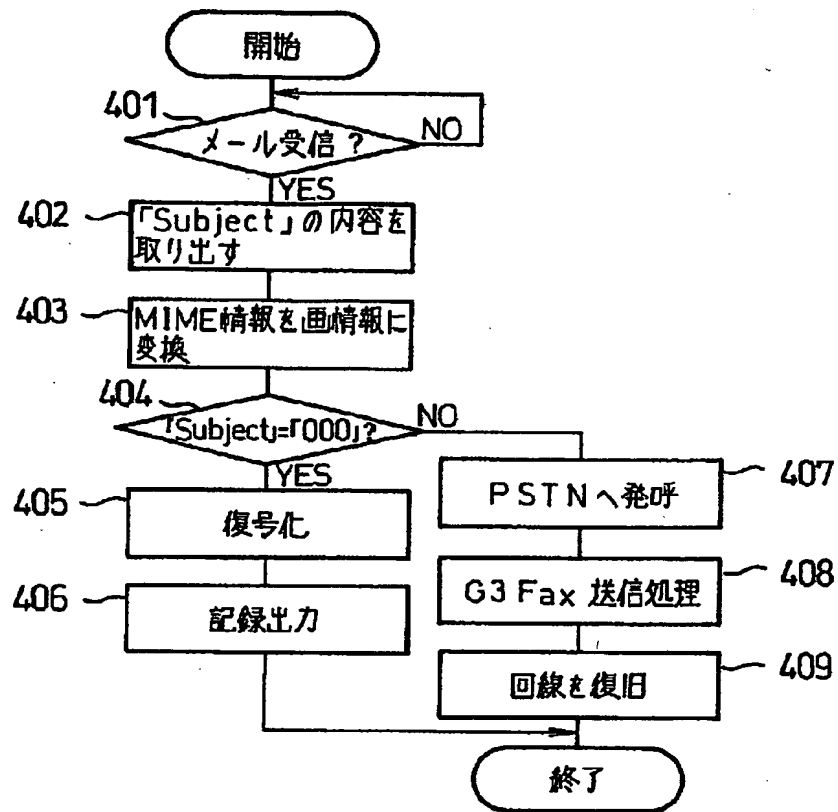 開始
401
メール受信?
NO
YES
402
「Subject」の内容を
取り出す
403
MIME情報を画情報に
変換
404
「Subject」=「000」?
NO
YES
405
復号化
406
記録出力
PSTNへ発呼
407
G3 Fax 送信処理
408
回線を復旧
409
終了